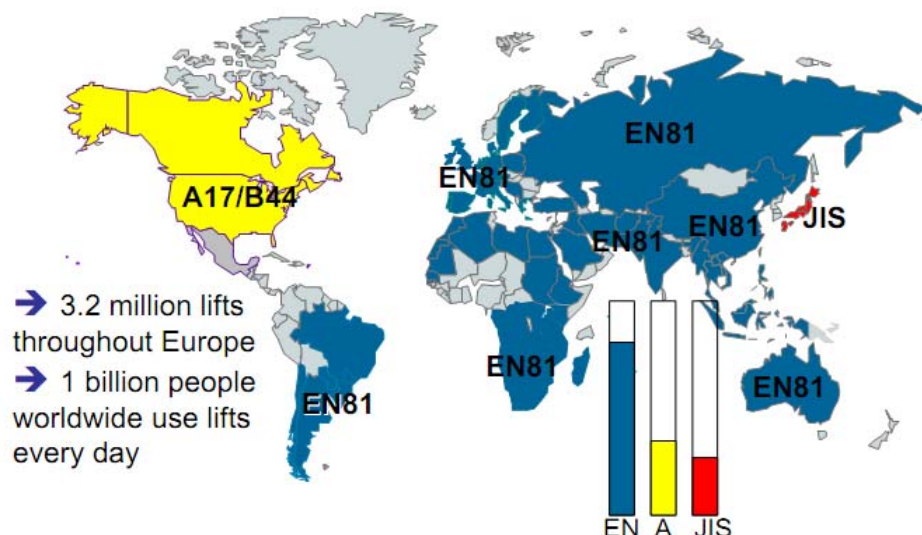 EN81
EN81
A17/B44
EN81
JIS
EN81
➔ 3.2 million lifts
throughout Europe
➔ 1 billion people
worldwide use lifts
every day
EN81
EN81
EN81
EN
A
JIS